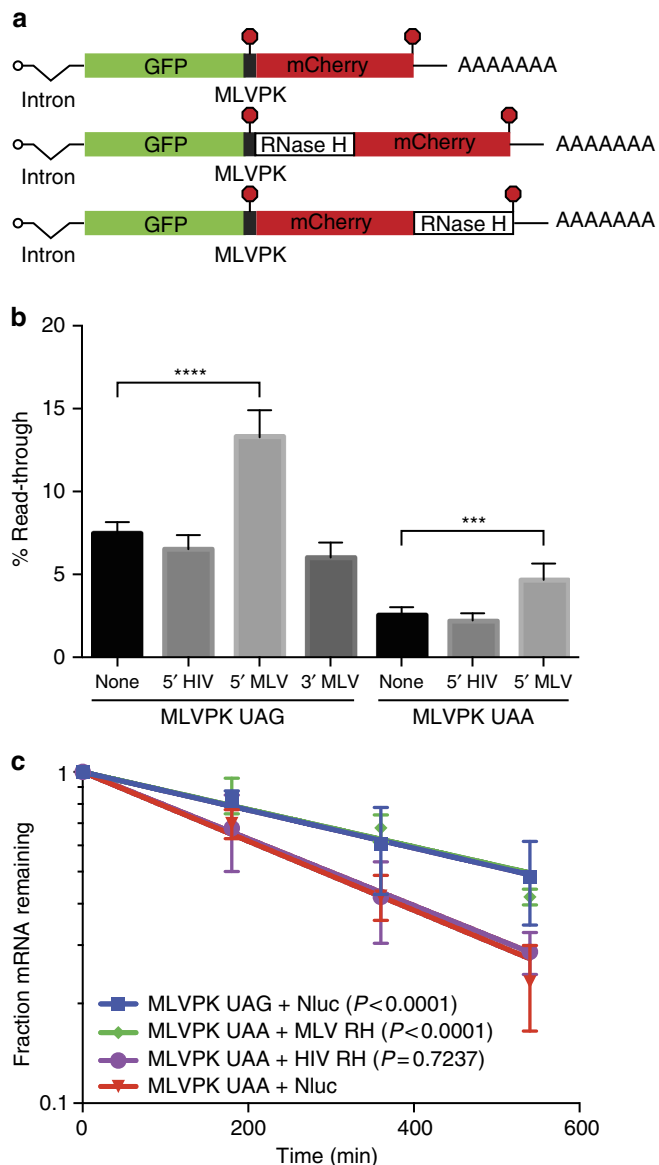 a
GFP
mCherry
AAAAAAA
Intron
MLVPK
GFP
RNase H
mCherry
AAAAAAA
Intron
MLVPK
GFP
mCherry
RNase H
AAAAAAA
Intron
MLVPK
b
% Read-through
20
15
10
5
0
****
***
None
5′ HIV
5′ MLV
3′ MLV
None
5′ HIV
5′ MLV
MLVPK UAG
MLVPK UAA
c
Fraction mRNA remaining
1
0.1
MLVPK UAG + Nluc (P<0.0001)
MLVPK UAA + MLV RH (P<0.0001)
MLVPK UAA + HIV RH (P=0.7237)
MLVPK UAA + Nluc
0
200
400
600
Time (min)